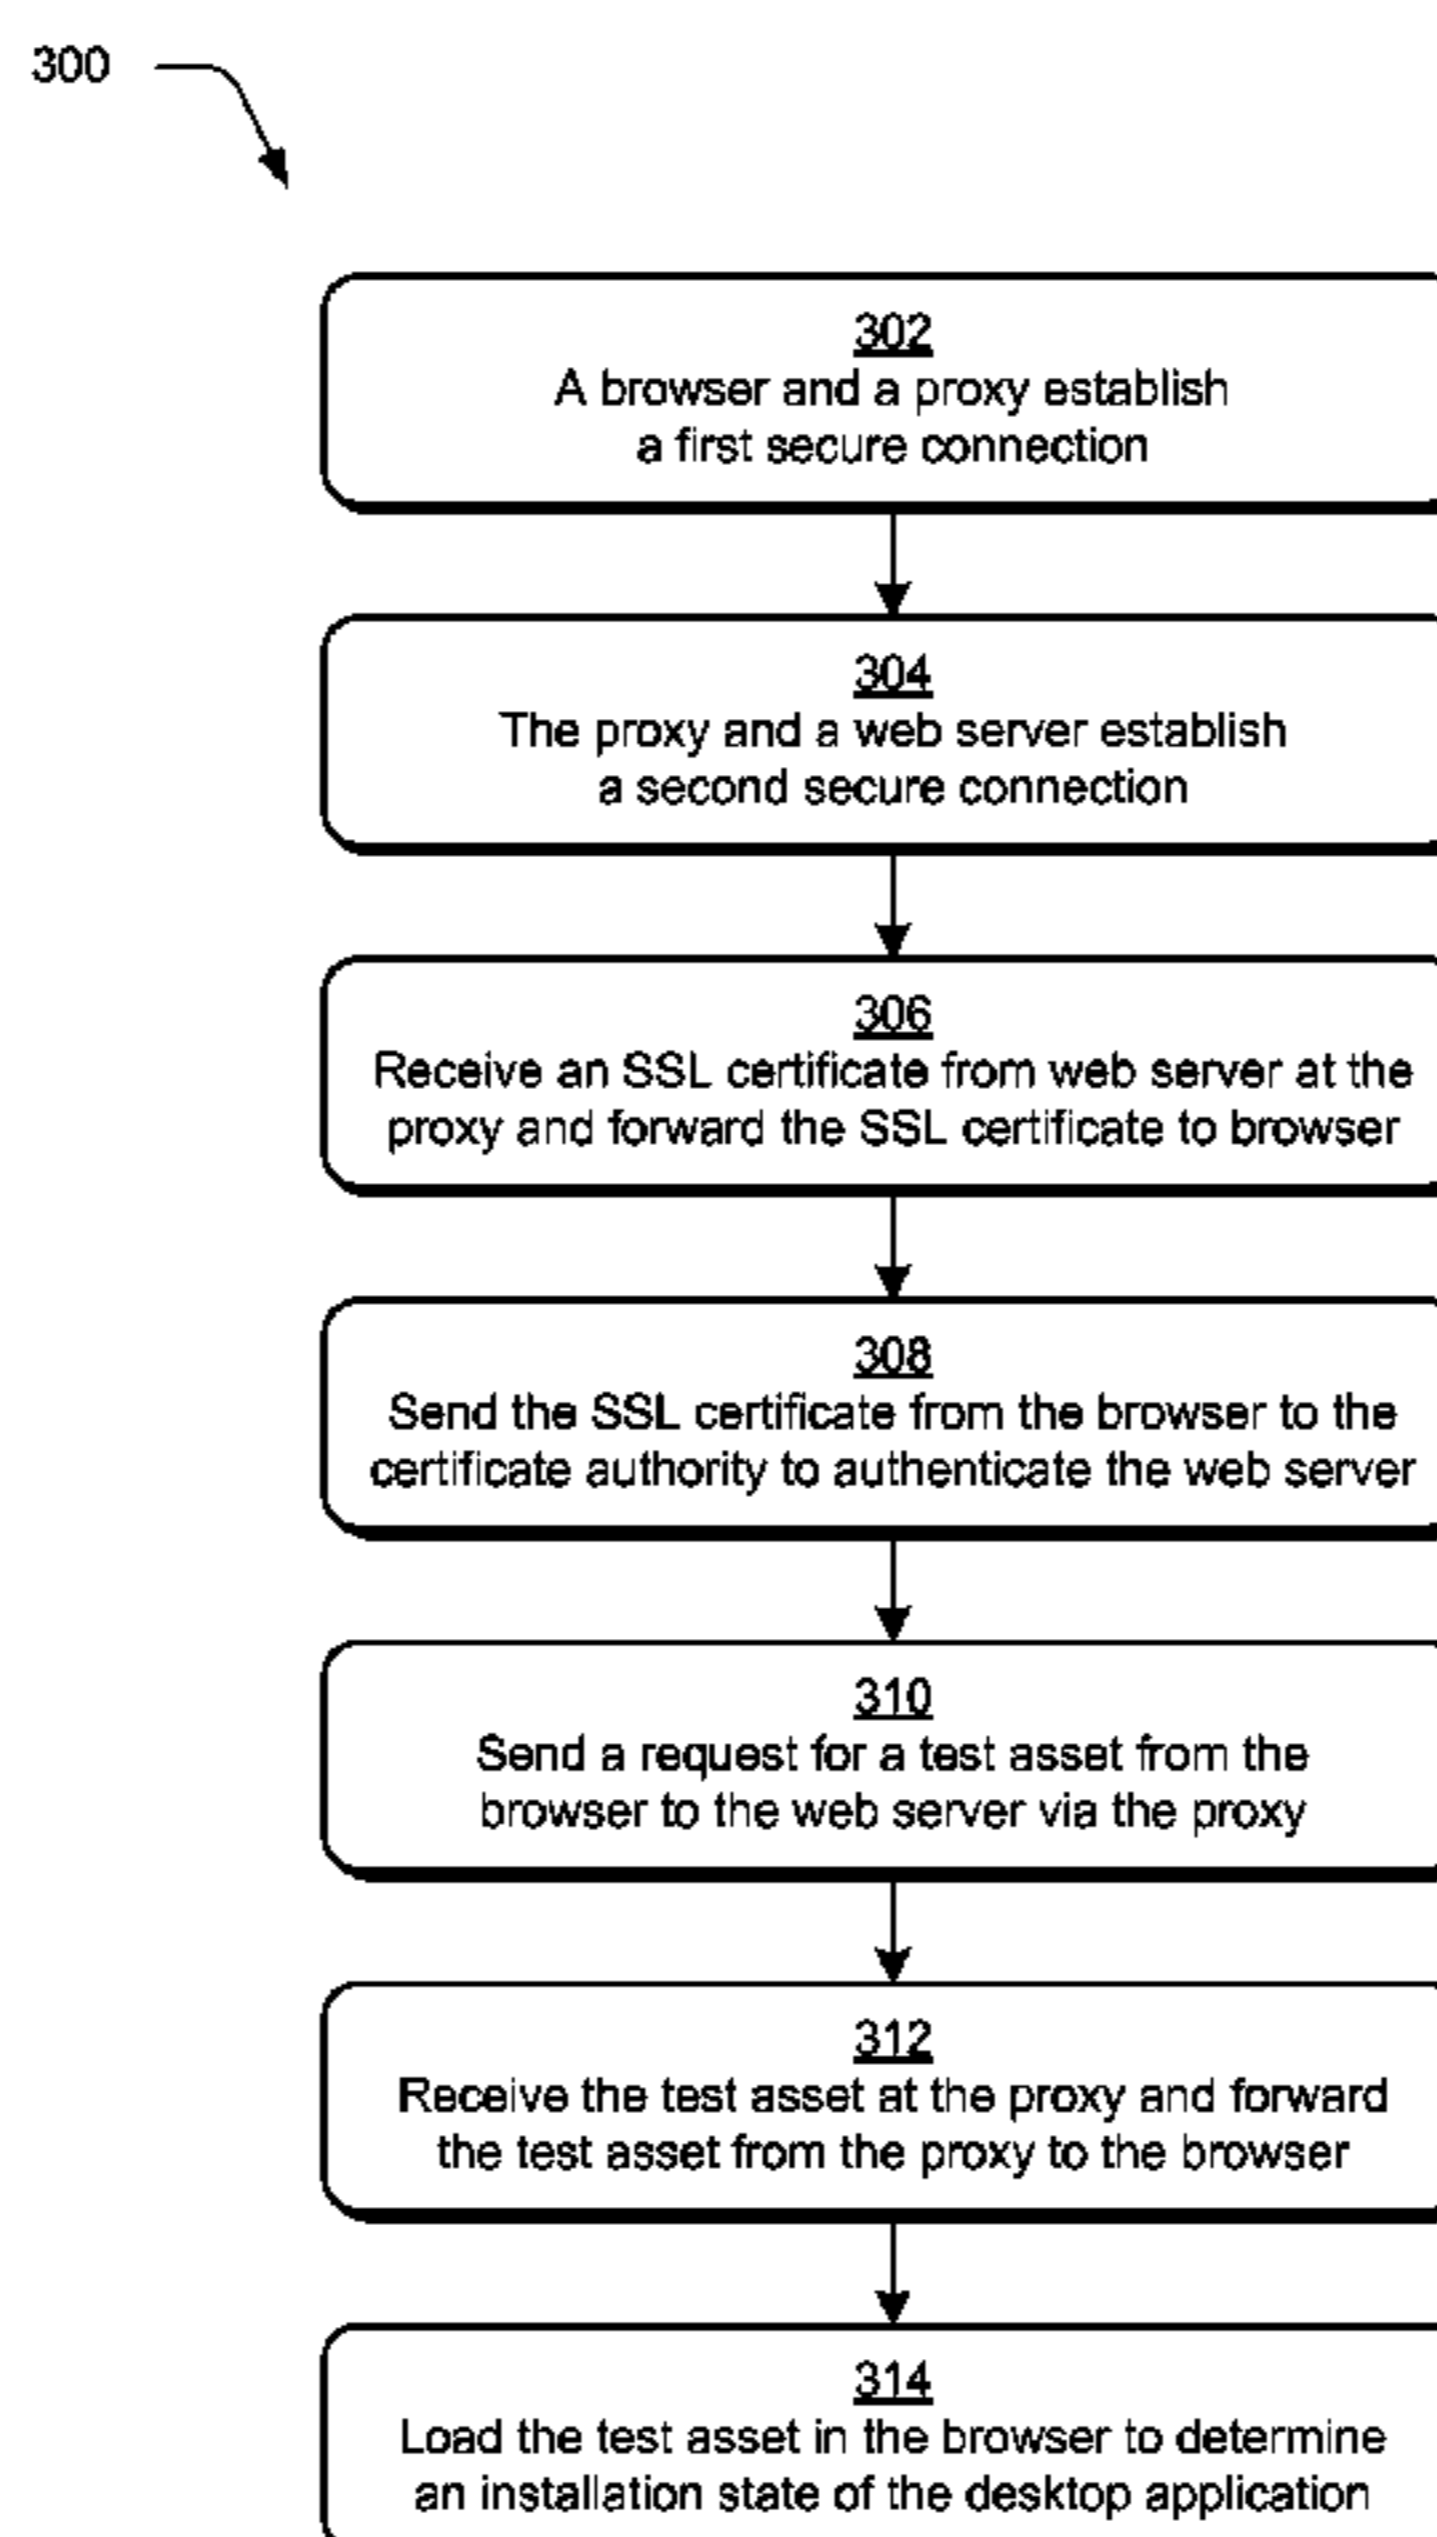 300
302
A browser and a proxy establish
a first secure connection
304
The proxy and a web server establish
a second secure connection
306
Receive an SSL certificate from web server at the
proxy and forward the SSL certificate to browser
308
Send the SSL certificate from the browser to the
certificate authority to authenticate the web server
310
Send a request for a test asset from the
browser to the web server via the proxy
312
Receive the test asset at the proxy and forward
the test asset from the proxy to the browser
314
Load the test asset in the browser to determine
an installation state of the desktop application